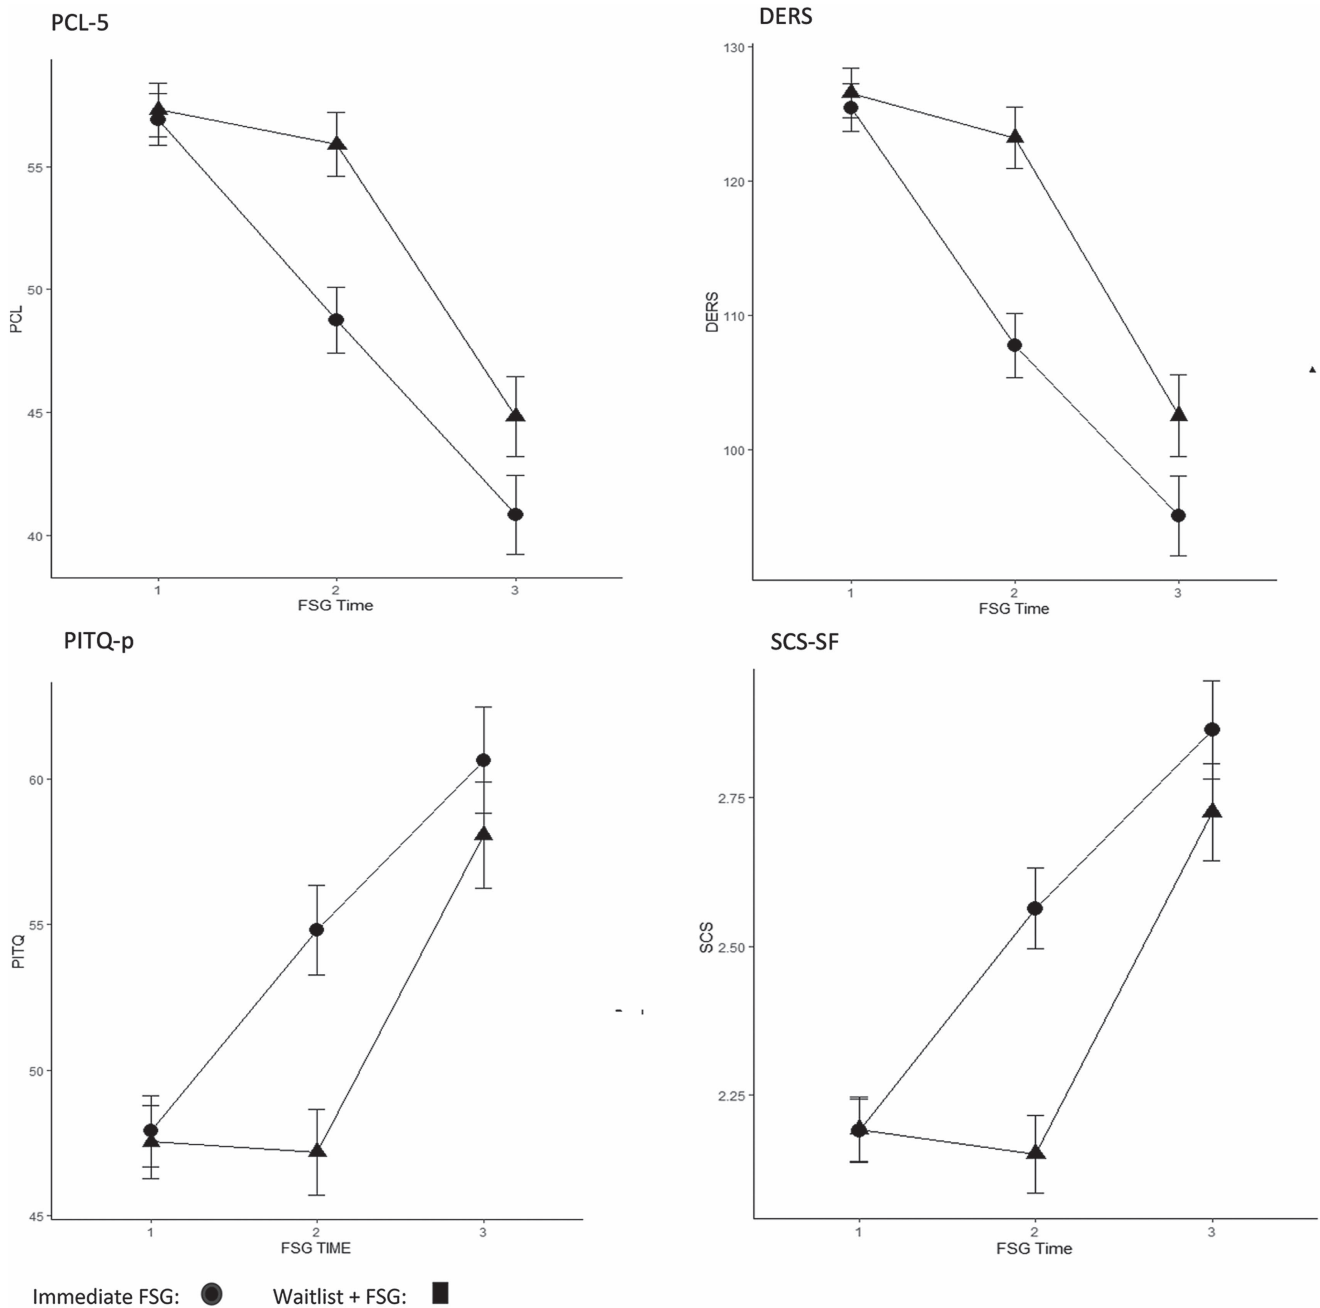 PCL-5
55
50
45
40
PCL
1
2
3
FSG Time
DERS
130
120
110
100
DERS
1
2
3
FSG Time
PITQ-p
60
55
50
45
PITQ
1
2
3
FSG TIME
SCS-SF
2.75
2.50
2.25
SCS
1
2
3
FSG Time
Immediate FSG:
Waitlist + FSG: